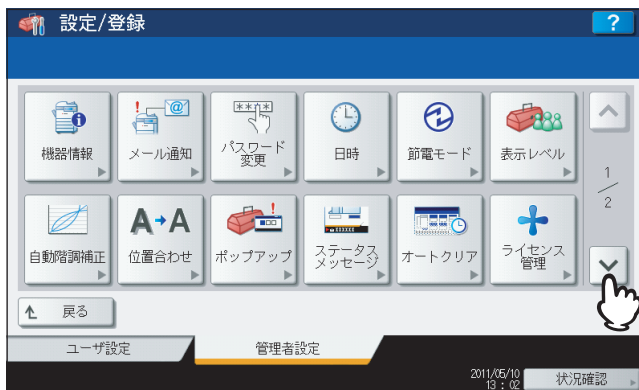 設定/登録
?
機器情報
メール通知
パスワード
変更
日時
節電モード
表示レベル
1
2
自動階調補正
位置合わせ
ポップアップ
ステータス
メッセージ
オートクリア
ライセンス
管理
戻る
ユーザ設定
管理者設定
2011/05/10
13 : 02
状況確認